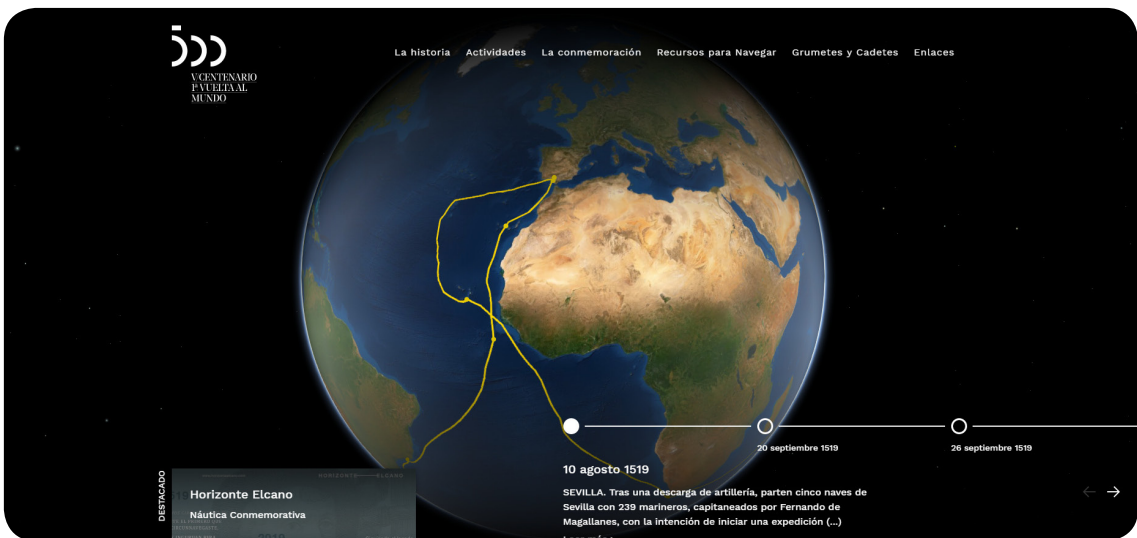 V CENTENARIO
1ª VUELTA AL
MUNDO
La historia Actividades La conmemoración Recursos para Navegar Grumetes y Cadetes Enlaces
20 septiembre 1519 26 septiembre 1519
10 agosto 1519
SEVILLA. Tras una descarga de artillería, parten cinco naves de
Sevilla con 239 marineros, capitaneados por Fernando de
Magallanes, con la intención de iniciar una expedición (...)
DESTACADO
HORIZONTE ELCANO
Horizonte Elcano
Náutica Conmemorativa